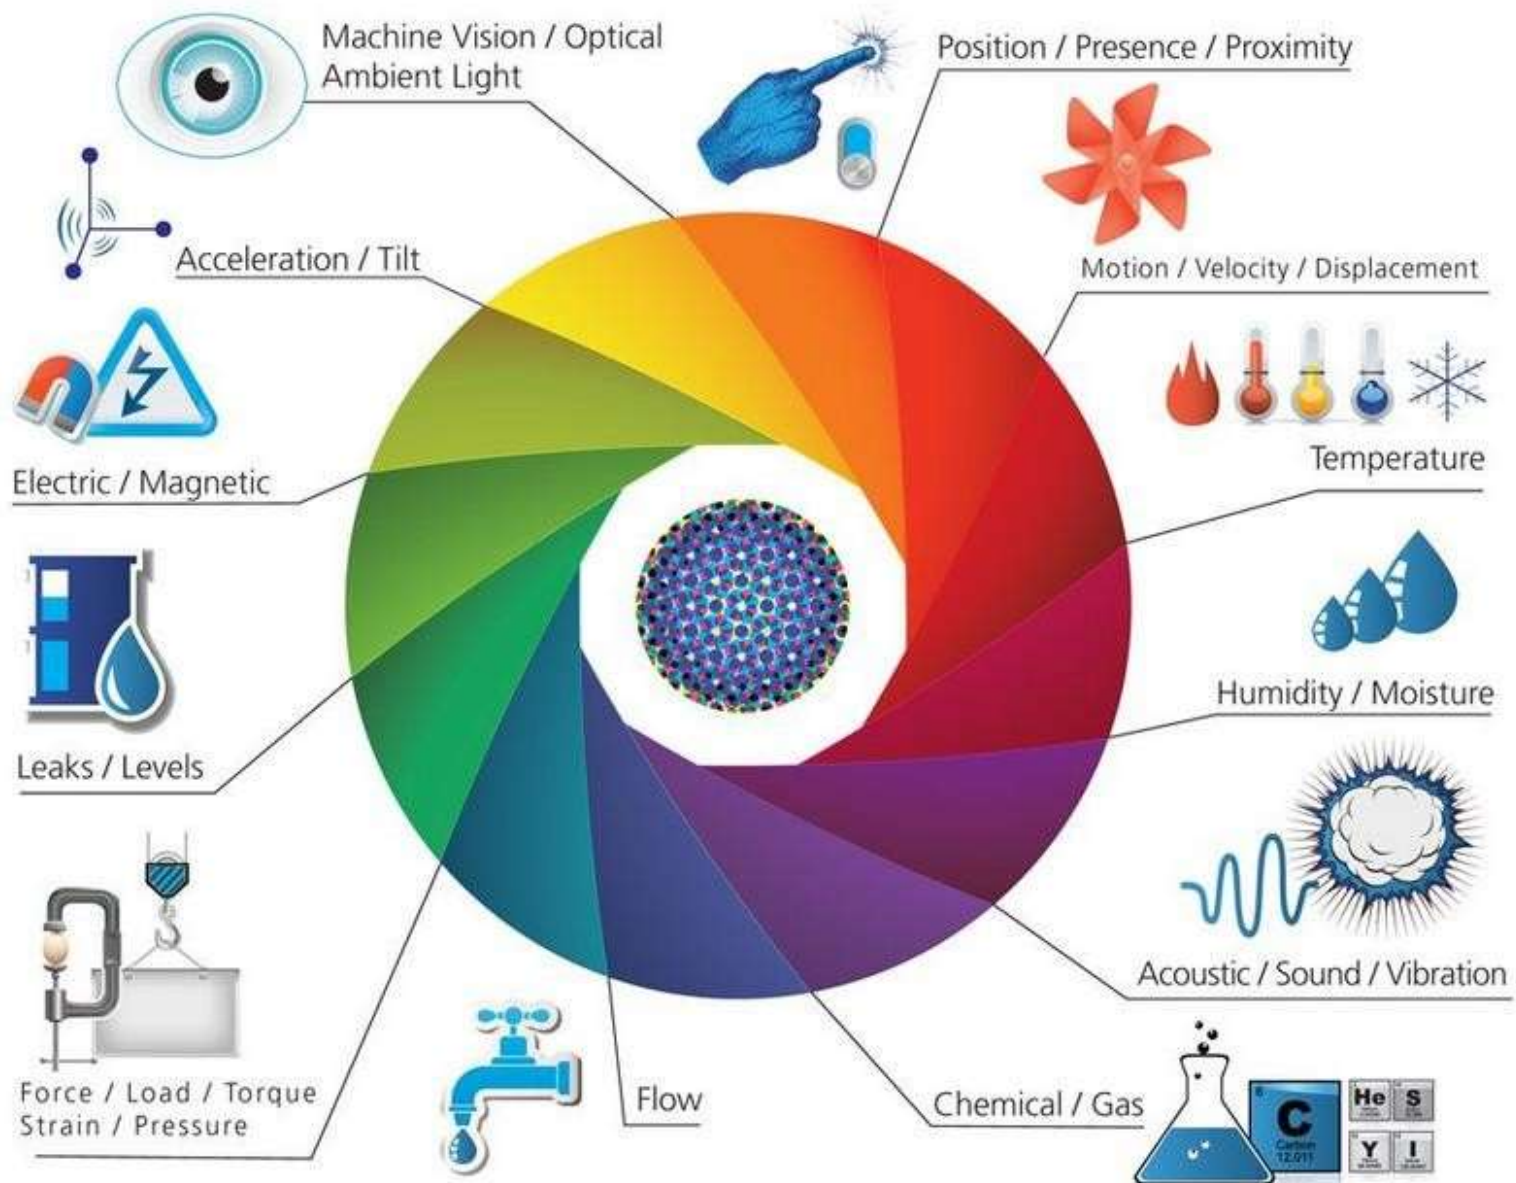 Machine Vision / Optical
Ambient Light
Position / Presence / Proximity
Acceleration / Tilt
Motion / Velocity / Displacement
Electric / Magnetic
Temperature
Leaks / Levels
Humidity / Moisture
Force / Load / Torque
Strain / Pressure
Acoustic / Sound / Vibration
Flow
Chemical / Gas
6
C
Carbon
12.011
He
S
Y
I